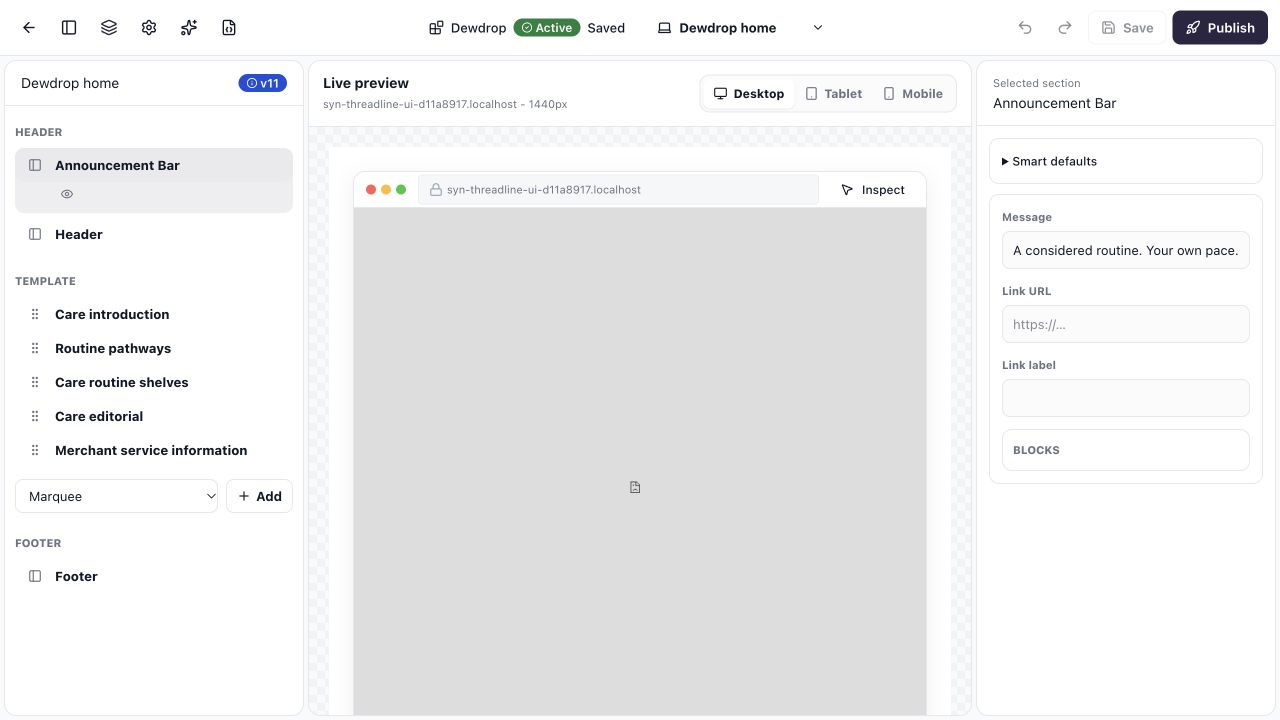 Dewdrop
Active
Saved
Dewdrop home
Save
Publish
Dewdrop home
v11
HEADER
Announcement Bar
Header
TEMPLATE
Care introduction
Routine pathways
Care routine shelves
Care editorial
Merchant service information
Marquee
Add
FOOTER
Footer
Live preview
syn-threadline-ui-d11a8917.localhost - 1440px
Desktop
Tablet
Mobile
syn-threadline-ui-d11a8917.localhost
Inspect
Selected section
Announcement Bar
Smart defaults
Message
A considered routine. Your own pace.
Link URL
https://...
Link label
BLOCKS